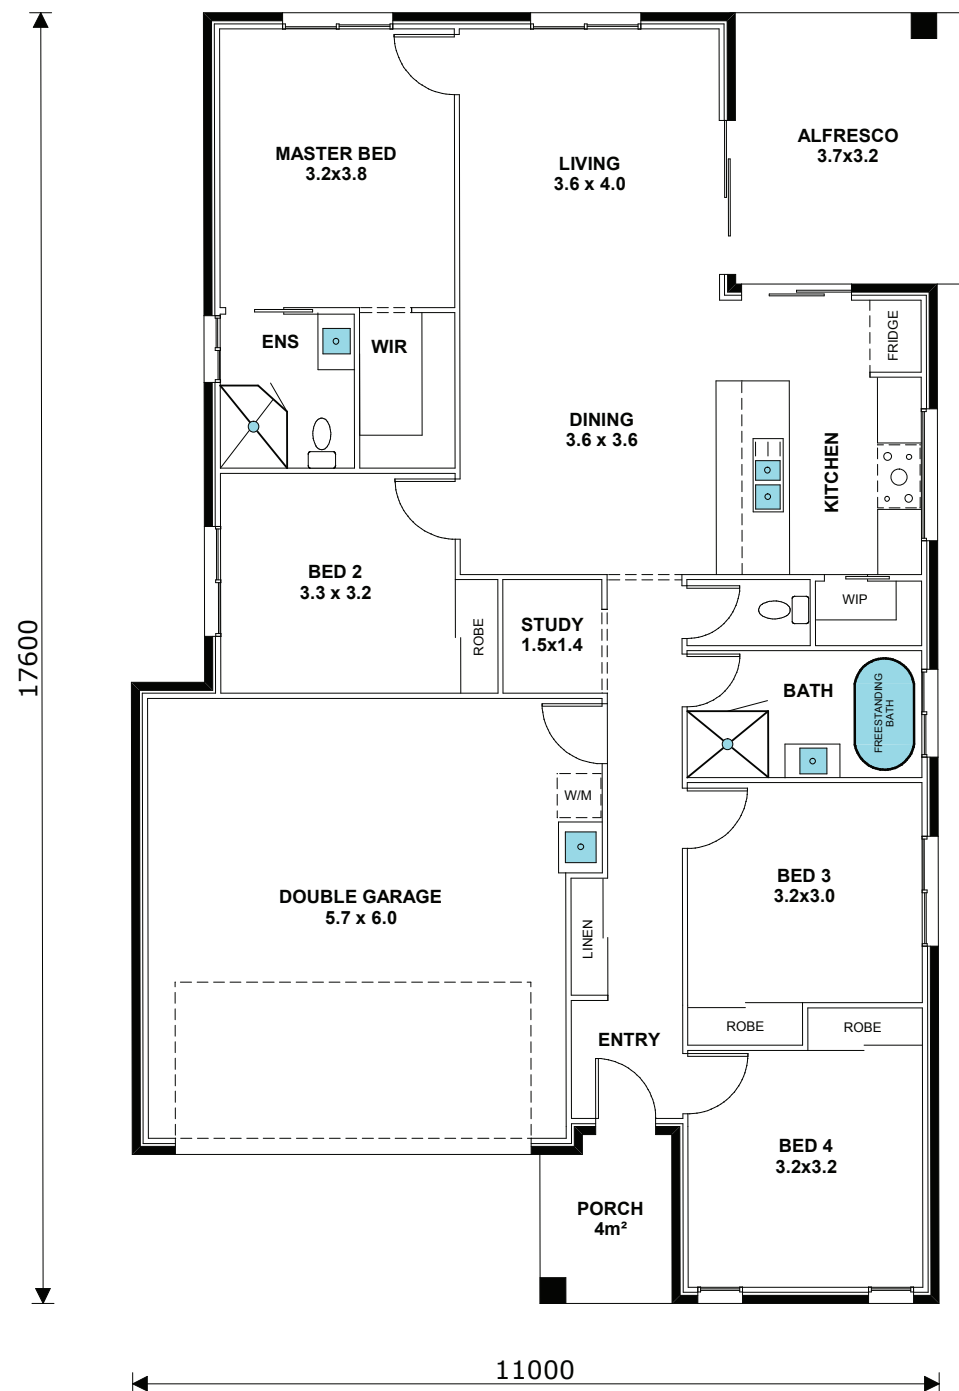 MASTER BED
3.2x3.8
LIVING
3.6 x 4.0
ALFRESCO
3.7x3.2
ENS
WIR
FRIDGE
DINING
3.6 x 3.6
KITCHEN
BED 2
3.3 x 3.2
ROBE
STUDY
1.5x1.4
WIP
BATH
FREESTANDING
BATH
17600
W/M
DOUBLE GARAGE
5.7 x 6.0
LINEN
BED 3
3.2x3.0
ROBE
ROBE
ENTRY
BED 4
3.2x3.2
PORCH
4m²
11000